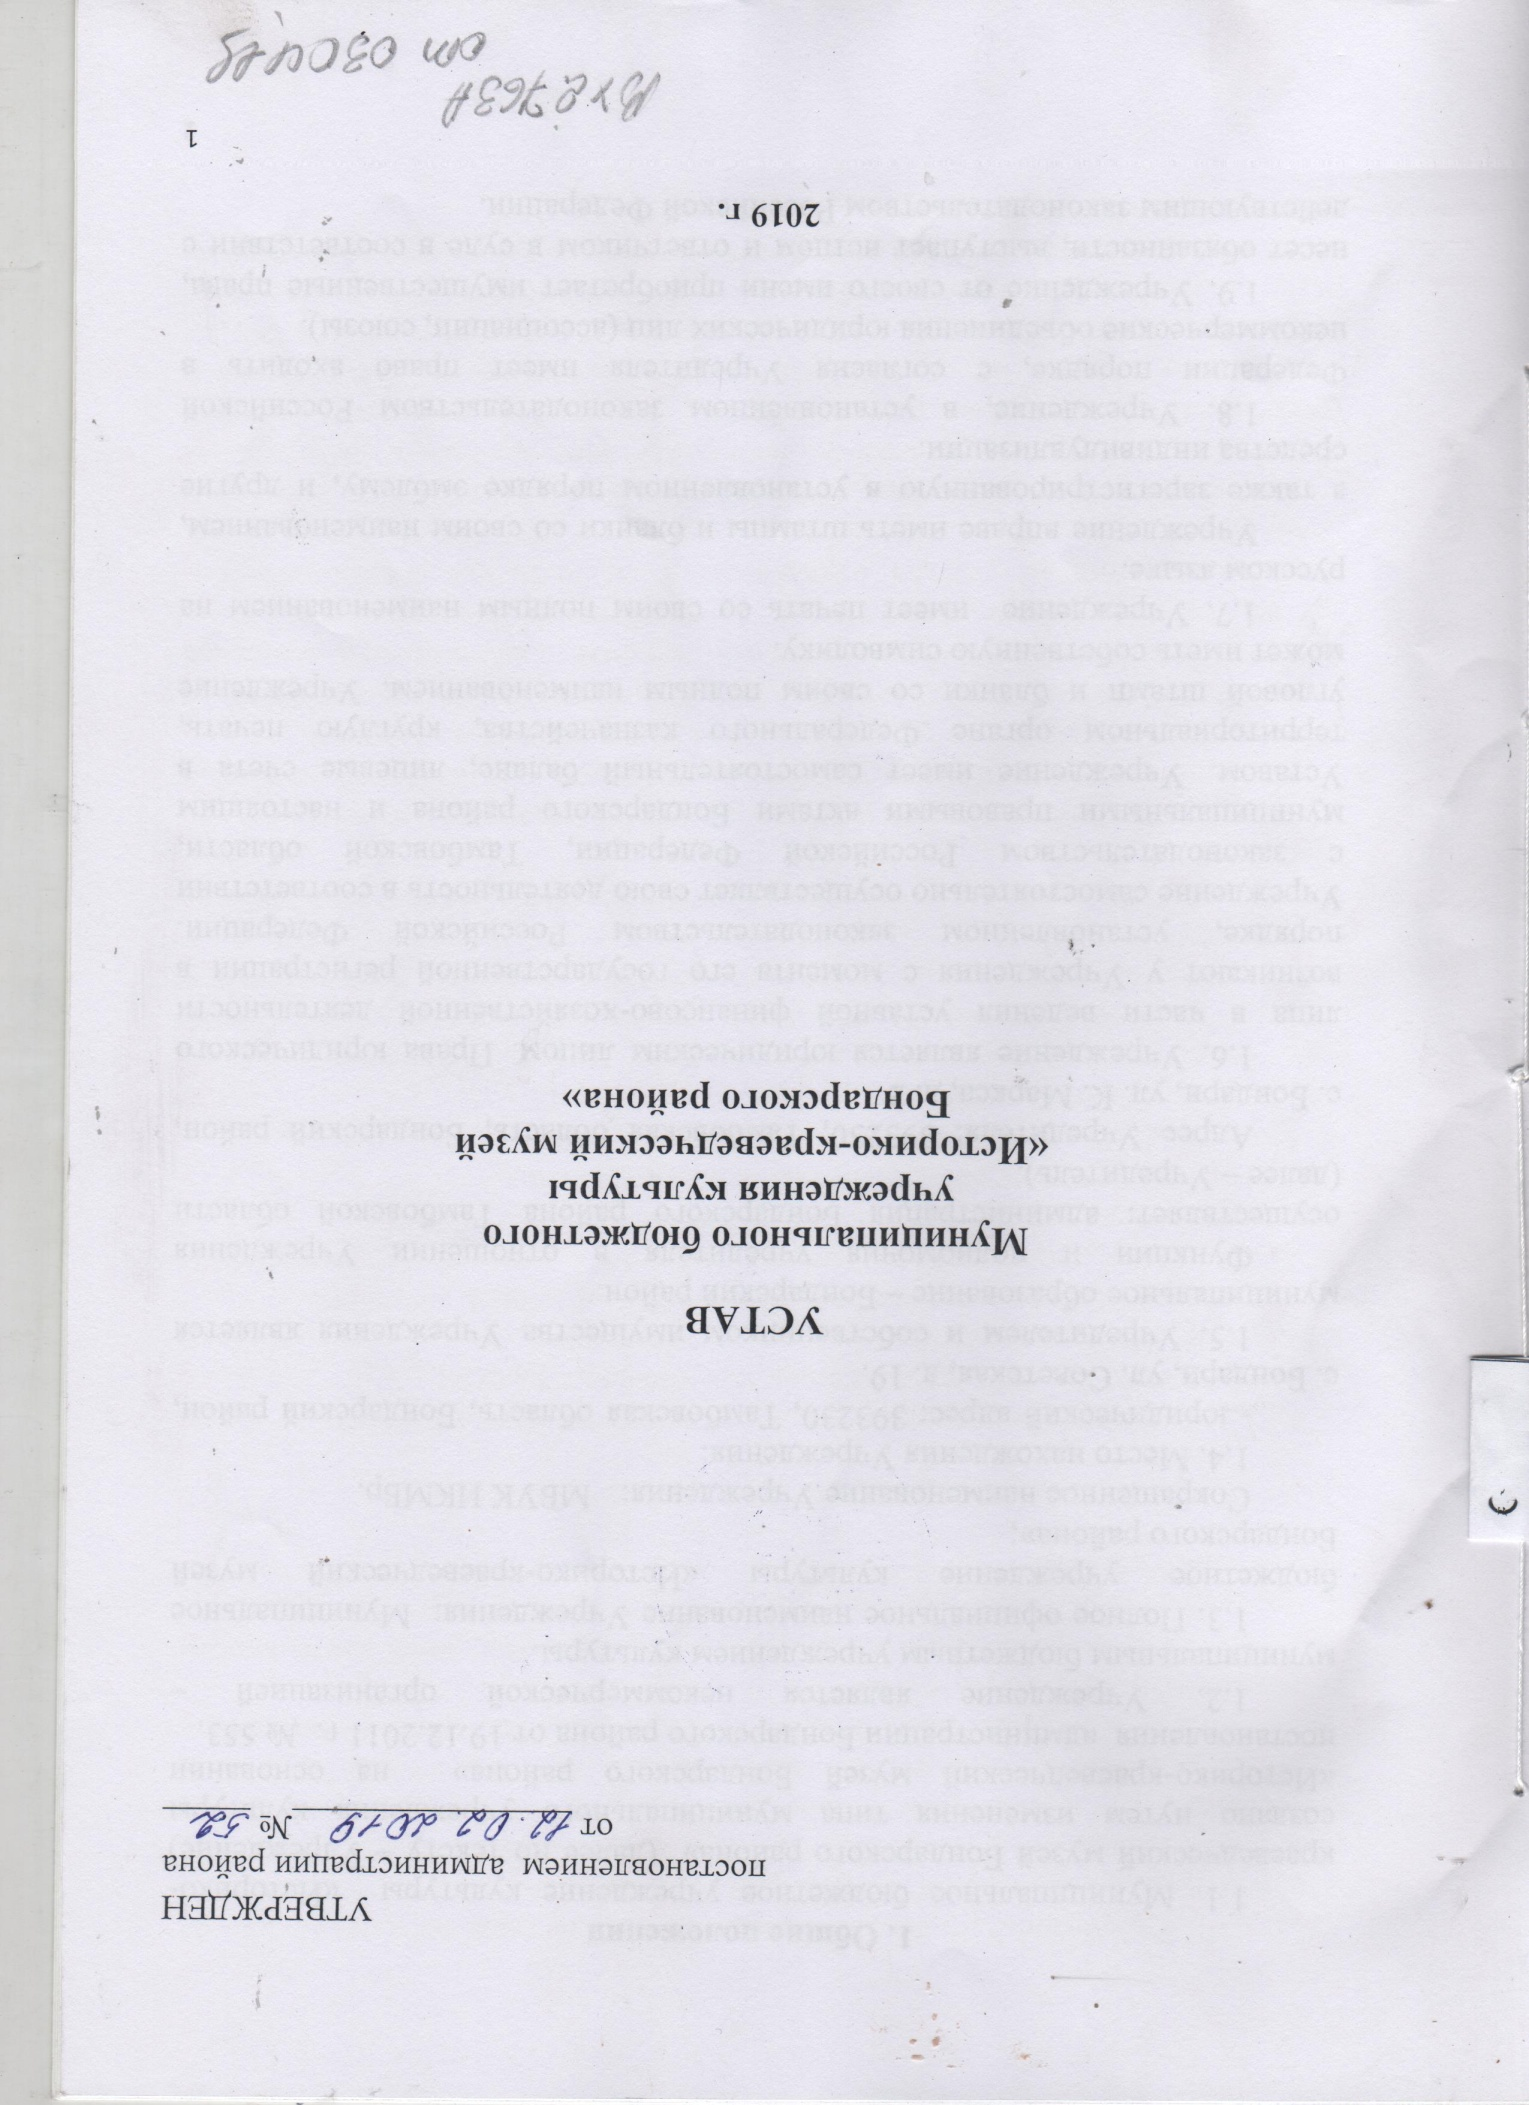 УТВЕРЖДЕН
постановлением администрации района
от 12.02 2019 № 52
УСТАВ
Муниципального бюджетного
учреждения культуры
«Историко-краеведческий музей
Бондарского района»
2019 г.
1
763А
от
1. Общие положения
1.1. Муниципальное бюджетное учреждение культуры «Историко-
краеведческий музей Бондарского района»
«Историко-краеведческий музей Бондарского района» на основании
постановления администрации Бондарского района от 19.12.2011 г. № 553.
1.2. Учреждение является некоммерческой организацией –
муниципальным бюджетным учреждением культуры.
1.3. Полное официальное наименование Учреждения: Муниципальное
бюджетное учреждение культуры «Историко-краеведческий музей
Бондарского района»;
Сокращенное наименование Учреждения: МБУК ИКМБр.
1.4. Место нахождения Учреждения:
- юридический адрес: 393230, Тамбовская область, Бондарский район,
с. Бондари, ул. Советская, д. 19.
1.5. Учредителем и собственником имущества Учреждения является
муниципальное образование – Бондарский район.
Функции и полномочия учредителя в отношении Учреждения
осуществляет: администрация Бондарского района Тамбовской области
(далее – Учредитель)
Адрес Учредителя: 393230, Тамбовская область, Бондарский район,
с. Бондари, ул. К. Маркса,
1.6. Учреждение является юридическим лицом. Права юридического
лица в части ведения уставной финансово-хозяйственной деятельности
возникают у Учреждения с момента его государственной регистрации в
порядке, установленном законодательством Российской Федерации.
Учреждение самостоятельно осуществляет свою деятельность в соответствии
с законодательством Российской Федерации, Тамбовской области,
муниципальными правовыми актами Бондарского района и настоящим
Уставом. Учреждение имеет самостоятельный баланс, лицевые счета в
территориальном органе Федерального казначейства, круглую печать,
угловой штамп и бланки со своим полным наименованием. Учреждение
может иметь собственную символику.
1.7. Учреждение имеет печать со своим полным наименованием на
русском языке.
Учреждение вправе иметь штампы и бланки со своим наименованием,
а также зарегистрированную в установленном порядке эмблему, и другие
средства индивидуализации.
1.8. Учреждение, в установленном законодательством Российской
Федерации порядке, с согласия Учредителя имеет право входить в
некоммерческие объединения юридических лиц (ассоциации, союзы).
1.9. Учреждение от своего имени приобретает имущественные права,
несет обязанности, выступает истцом и ответчиком в суде в соответствии с
действующим законодательством Российской Федерации.